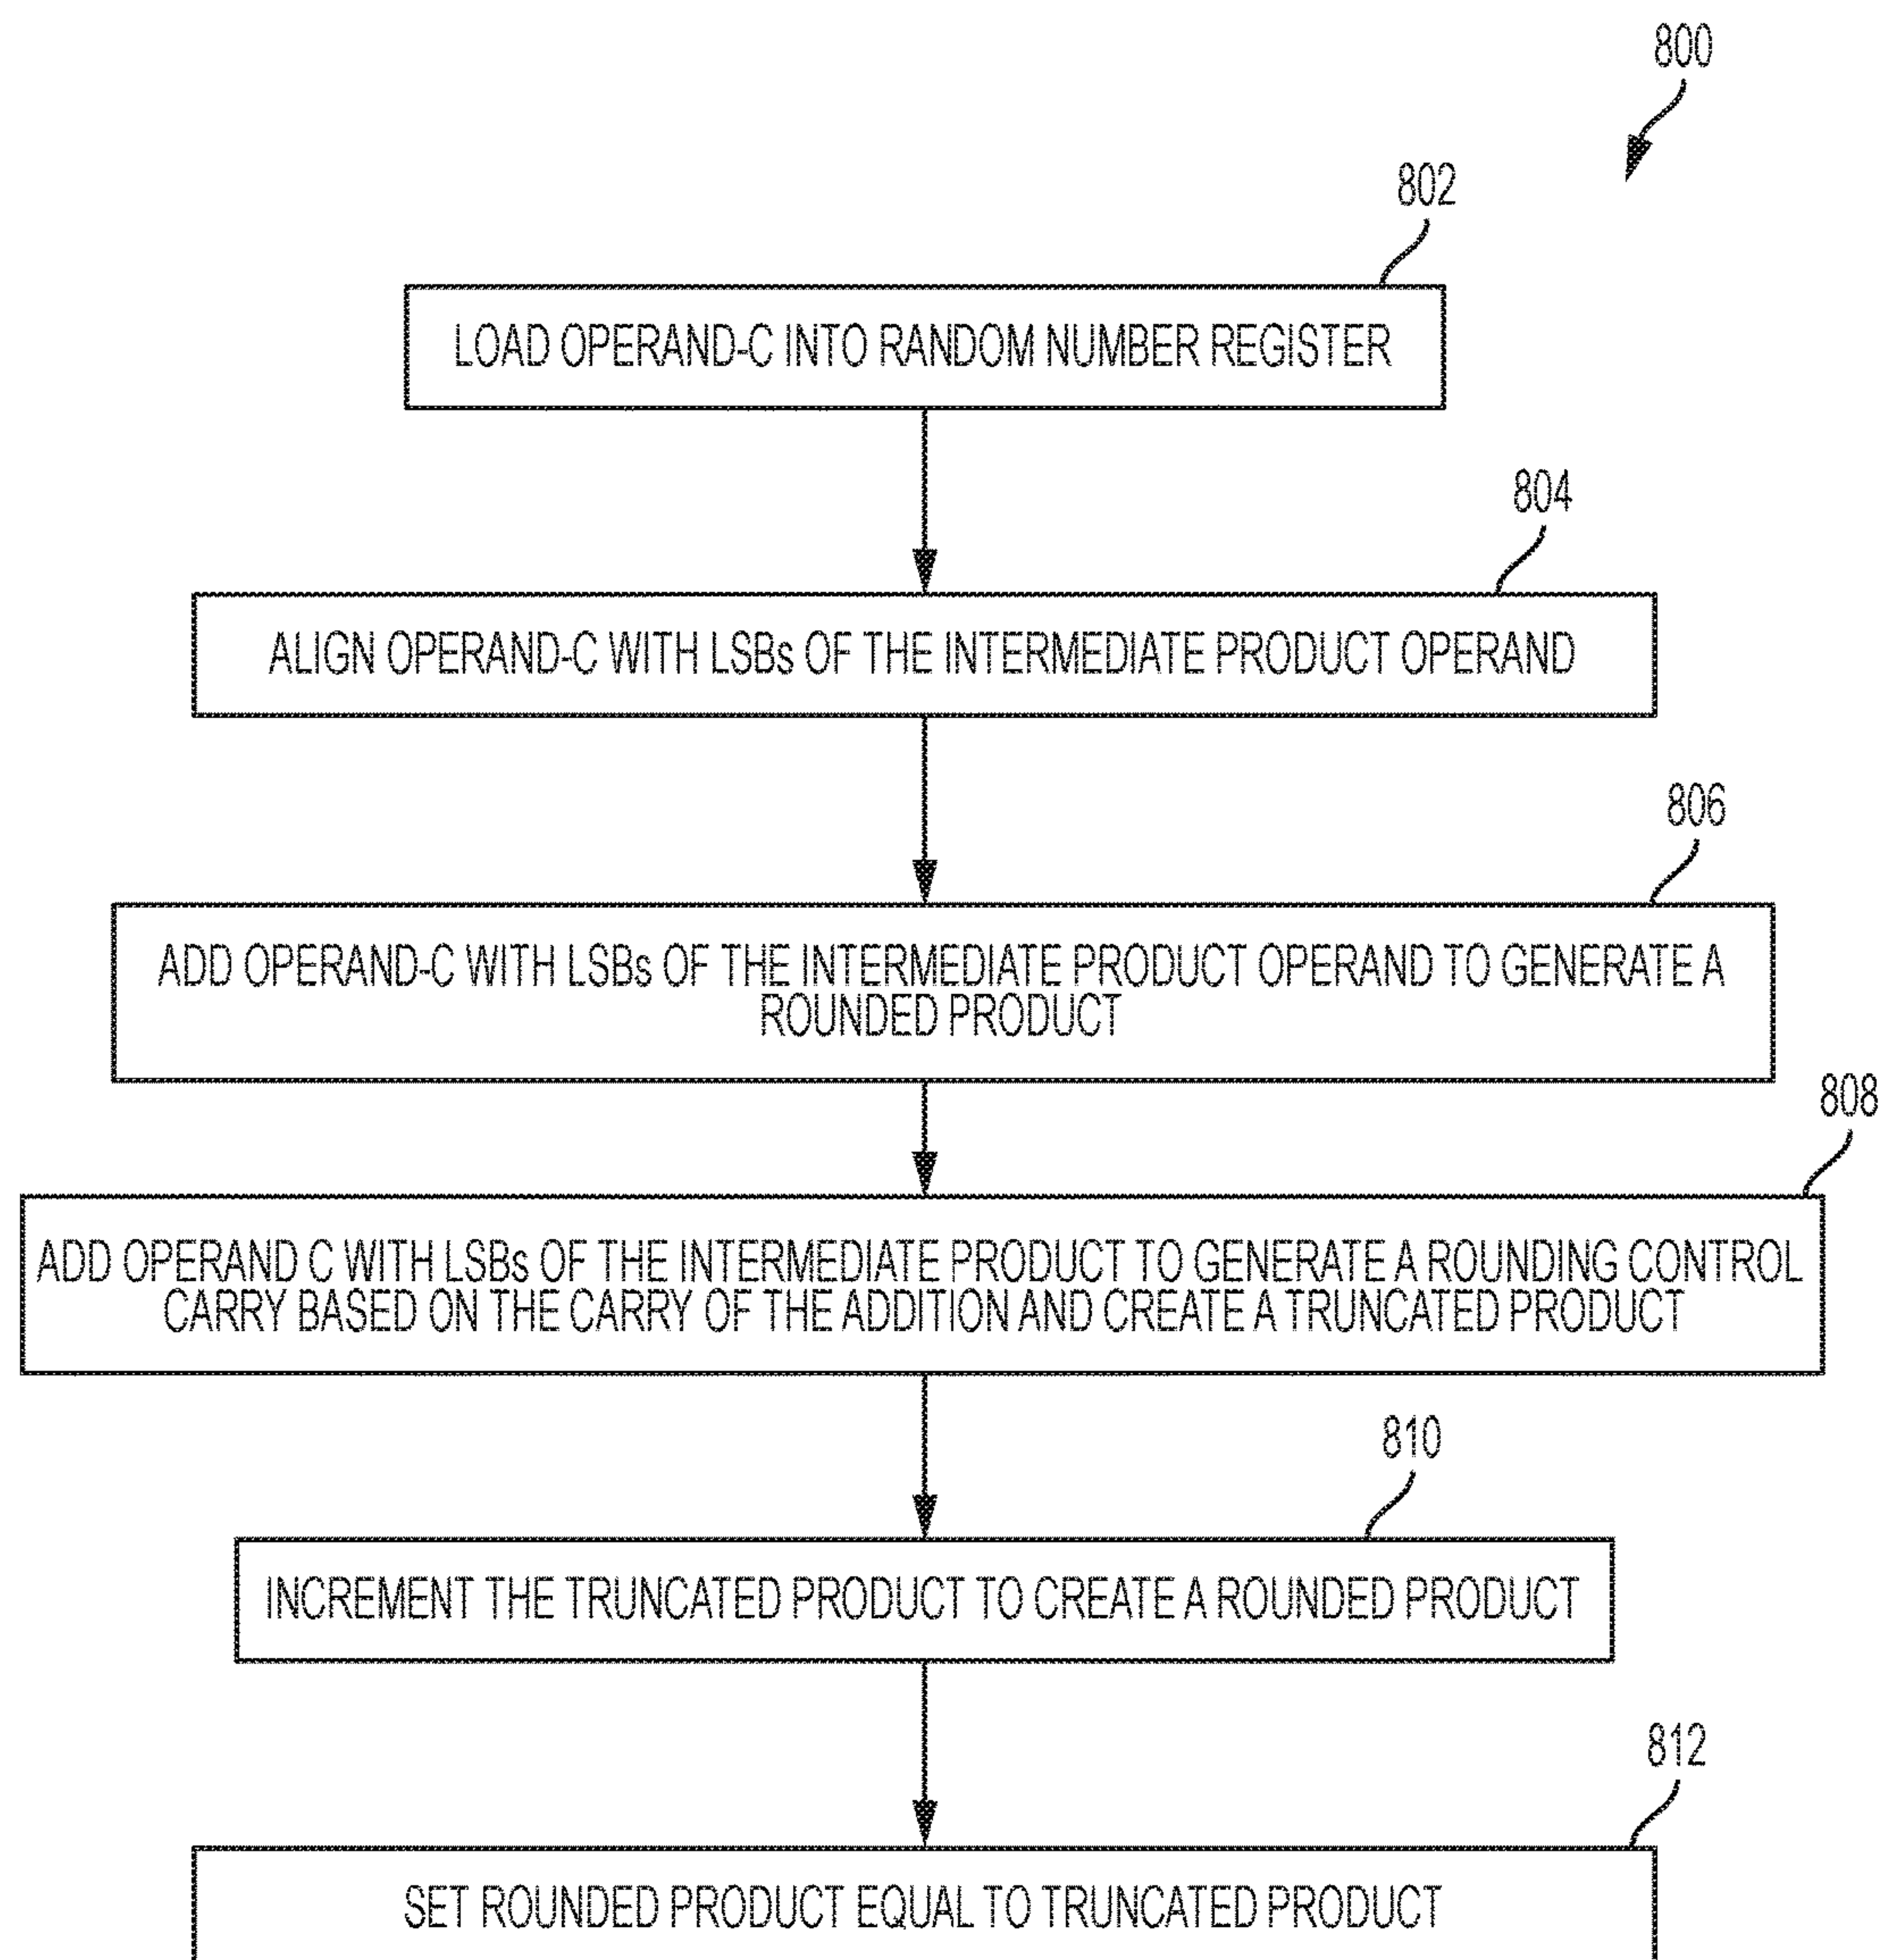 800
802
LOAD OPERAND-C INTO RANDOM NUMBER REGISTER
804
ALIGN OPERAND-C WITH LSBs OF THE INTERMEDIATE PRODUCT OPERAND
806
ADD OPERAND-C WITH LSBs OF THE INTERMEDIATE PRODUCT OPERAND TO GENERATE A
ROUNDED PRODUCT
808
ADD OPERAND C WITH LSBs OF THE INTERMEDIATE PRODUCT TO GENERATE A ROUNDING CONTROL
CARRY BASED ON THE CARRY OF THE ADDITION AND CREATE A TRUNCATED PRODUCT
810
INCREMENT THE TRUNCATED PRODUCT TO CREATE A ROUNDED PRODUCT
812
SET ROUNDED PRODUCT EQUAL TO TRUNCATED PRODUCT